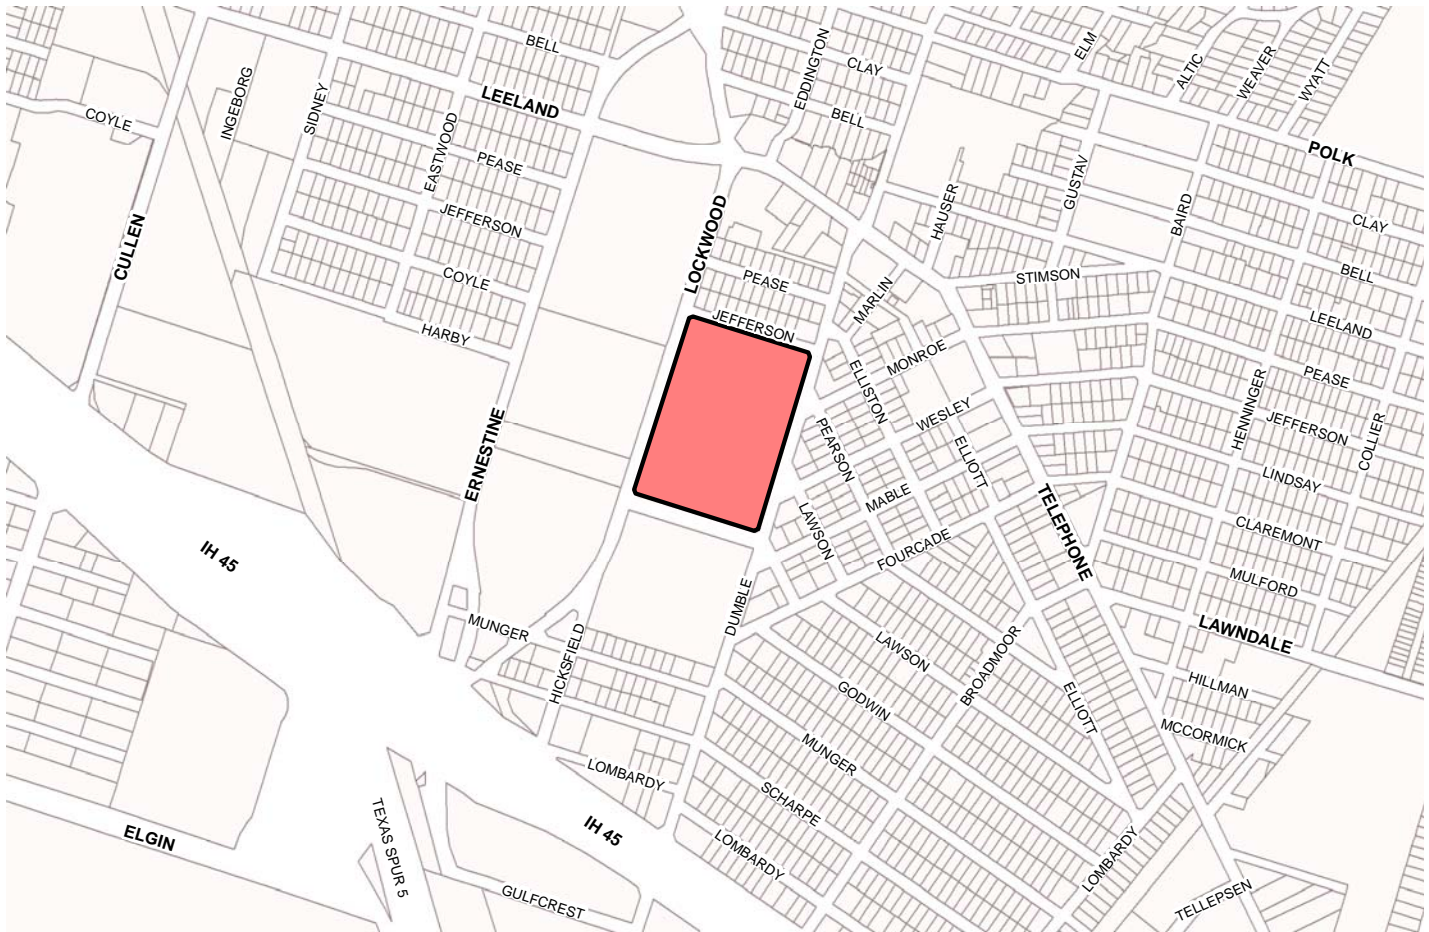 BELL
ELM
EDDINGTON
CLAY
ALTIC
WEAVER
WYATT
INGEBORG
SIDNEY
LEELAND
COYLE
BELL
EASTWOOD
PEASE
POLK
GUSTAV
HAUSER
BAIRD
JEFFERSON
LOCKWOOD
CLAY
CULLEN
COYLE
PEASE
MARLIN
STIMSON
BELL
HARBY
JEFFERSON
LEELAND
MONROE
ELLISTON
PEASE
HENNINGER
WESLEY
JEFFERSON
COLLIER
ERNESTINE
PEARSON
ELLIOTT
LINDSAY
MABLE
TELEPHONE
LAWSON
CLAREMONT
IH 45
FOURCADE
MULFORD
DUMBLE
MUNGER
LAWNDALE
HICKSFIELD
LAWSON
BROADMOOR
HILLMAN
GODWIN
ELLIOTT
MCCORMICK
MUNGER
LOMBARDY
SCHARPE
TEXAS SPUR 5
IH 45
ELGIN
LOMBARDY
LOMBARDY
GULFCREST
TELLEPSEN